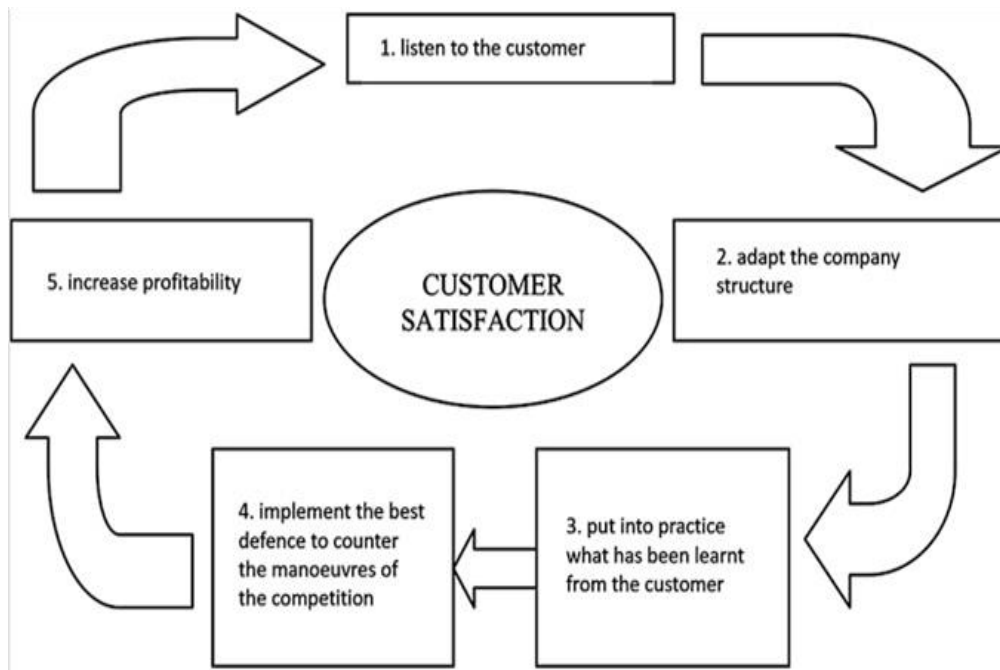 1. listen to the customer
2. adapt the company
structure
5. increase profitability
CUSTOMER
SATISFACTION
4. implement the best
defence to counter
the manoeuvres of
the competition
3. put into practice
what has been learnt
from the customer